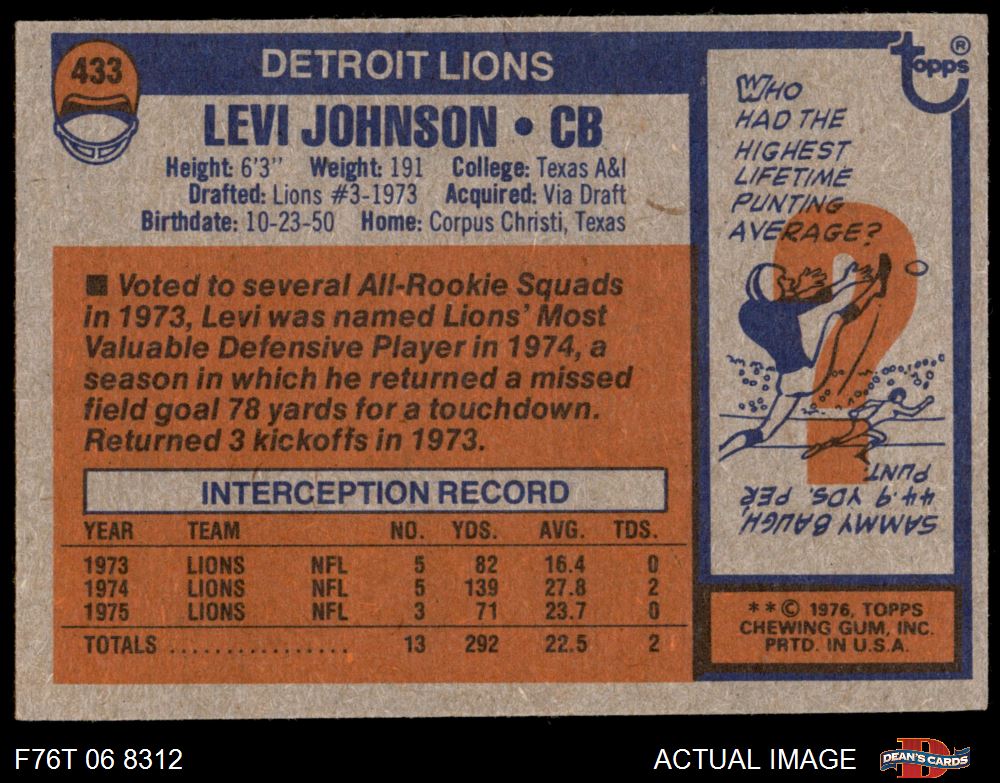 433
DETROIT LIONS
LEVI JOHNSON • CB
Height: 6'3" Weight: 191 College: Texas A&I
Drafted: Lions #3-1973 Acquired: Via Draft
Birthdate: 10-23-50 Home: Corpus Christi, Texas
■ Voted to several All-Rookie Squads
in 1973, Levi was named Lions' Most
Valuable Defensive Player in 1974, a
season in which he returned a missed
field goal 78 yards for a touchdown.
Returned 3 kickoffs in 1973.
INTERCEPTION RECORD
YEAR TEAM NO. YDS. AVG. TDS.
1973 LIONS NFL 5 82 16.4 0
1974 LIONS NFL 5 139 27.8 2
1975 LIONS NFL 3 71 23.7 0
TOTALS ................ 13 292 22.5 2
topps®
WHO
HAD THE
HIGHEST
LIFETIME
PUNTING
AVERAGE?
SAMMY BAUGH,
44.9 YDS. PER
PUNT
**© 1976, TOPPS
CHEWING GUM, INC.
PRTD. IN U.S.A.
F76T 06 8312
ACTUAL IMAGE
D
DEAN'S CARDS